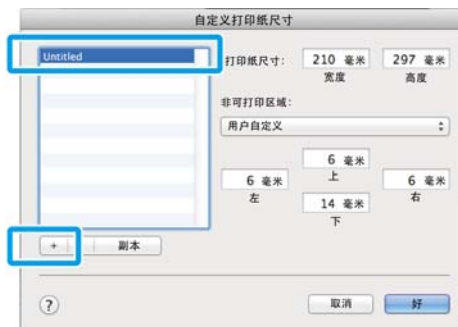 自定义打印纸尺寸
Untitled
打印纸尺寸: 210 毫米 297 毫米
宽度 高度
非可打印区域:
用户自定义
6 毫米
上
6 毫米 6 毫米
左 右
14 毫米
下
+ 副本
? 取消 好